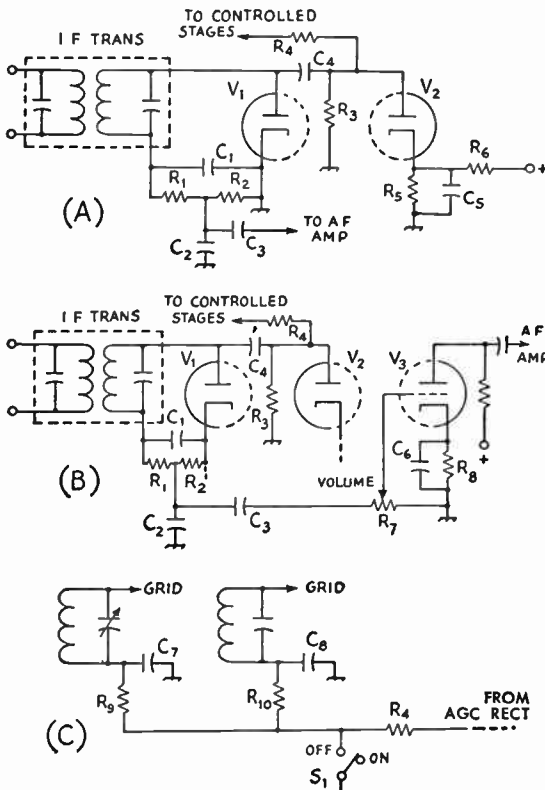 TO CONTROLLED
STAGES
I F TRANS
R4
C4
V1
V2
R3
R6
+
C1
R1
R2
R5
C5
(A)
TO AF
AMP
C2
C3
I F TRANS
TO CONTROLLED
STAGES
R4
AF
AMP
V1
C4
V2
V3
R3
C1
+
R1
R2
C6
R8
(B)
VOLUME
C2
C3
R7
GRID
GRID
C7
C8
R9
R10
FROM
AGC RECT
R4
(C)
OFF
ON
S1